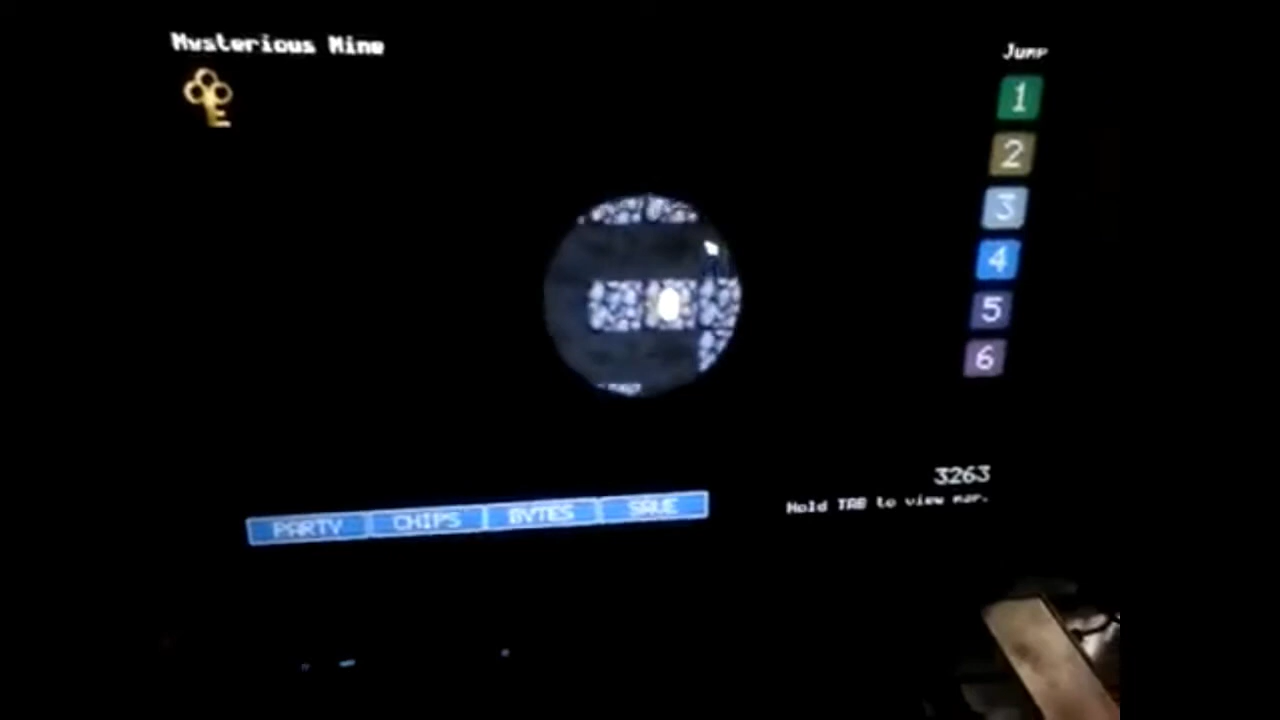 Mysterious Mine
Jump
1
2
3
4
5
6
3263
Hold TAB to view map.
PARTY CHIPS BYTES SAVE